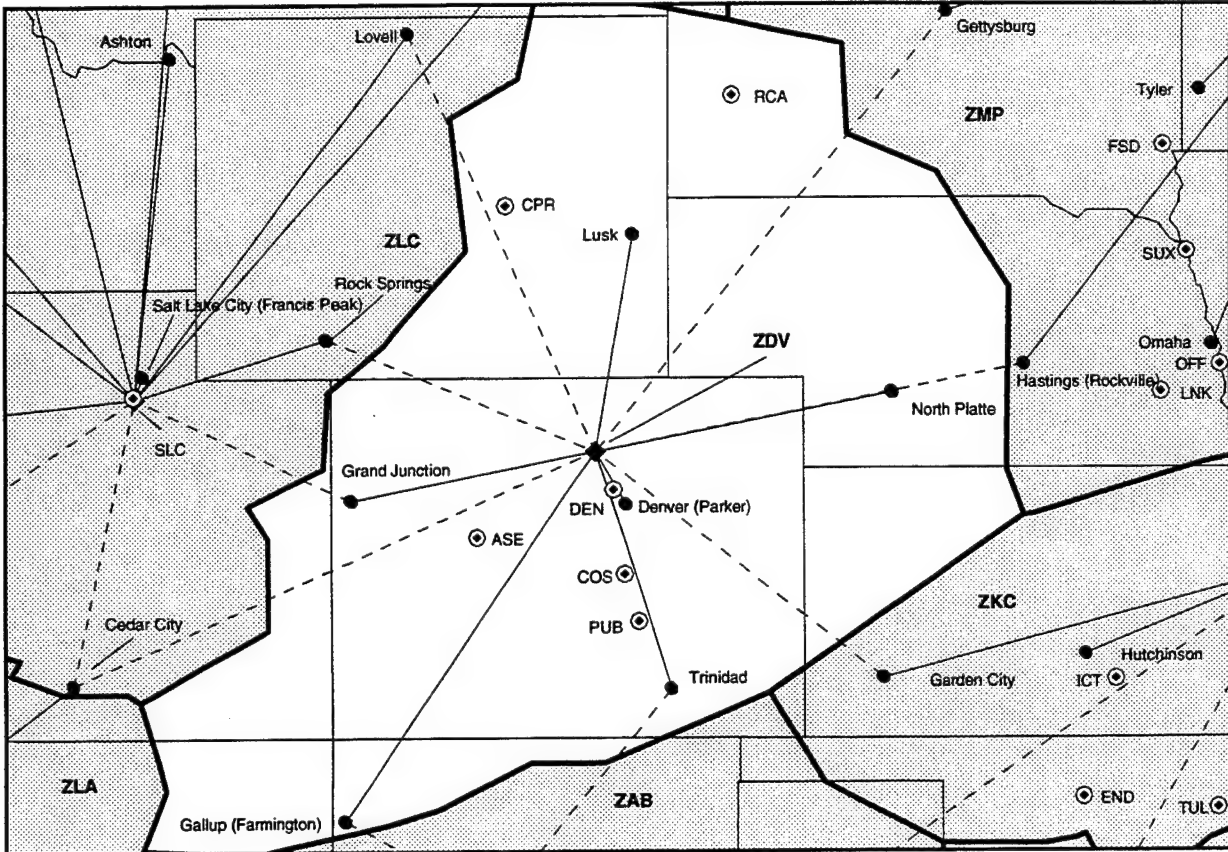 Gettysburg
Ashton
Lovell
Tyler
RCA
ZMP
FSD
CPR
Lusk
ZLC
SUX
Rock Springs
Salt Lake City (Francis Peak)
ZDV
Omaha
OFF
Hastings (Rockville)
LNK
North Platte
SLC
Grand Junction
DEN
Denver (Parker)
ASE
COS
ZKC
PUB
Cedar City
Hutchinson
Trinidad
Garden City
ICT
ZLA
ZAB
END
TUL
Gallup (Farmington)